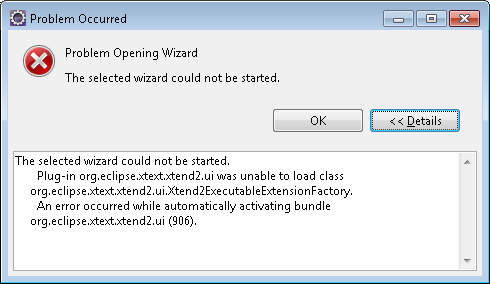 Problem Occurred
Problem Opening Wizard
The selected wizard could not be started.
OK
<< Details
The selected wizard could not be started.
Plug-in org.eclipse.xtext.xtend2.ui was unable to load class
org.eclipse.xtext.xtend2.ui.Xtend2ExecutableExtensionFactory.
An error occurred while automatically activating bundle
org.eclipse.xtext.xtend2.ui (906).